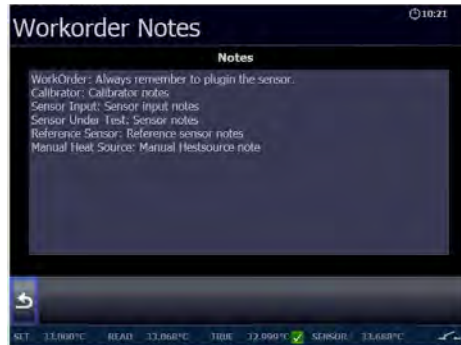 Workorder Notes
10:21
Notes
WorkOrder: Always remember to plugin the sensor.
Calibrator: Calibrator notes
Sensor Input: Sensor input notes
Sensor Under Test: Sensor notes
Reference Sensor: Reference sensor notes
Manual Heat Source: Manual Hestsource note
SET 33.000°C READ 33.068°C TRUE 32.999°C SENSOR 33.668°C